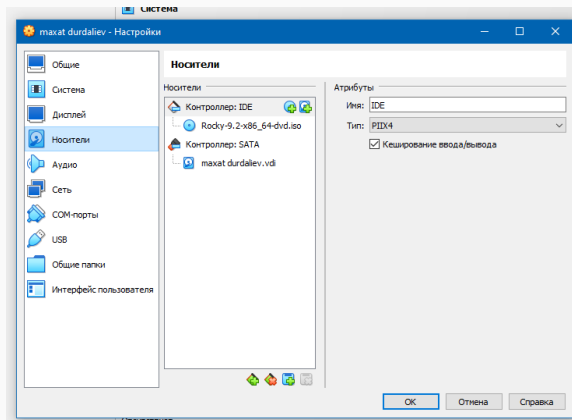 Система
maxat durdaliev - Настройки
Общие
Система
Дисплей
Носители
Аудио
Сеть
COM-порты
USB
Общие папки
Интерфейс пользователя
Носители
Носители
Контроллер: IDE
Rocky-9.2-x86_64-dvd.iso
Контроллер: SATA
maxat durdaliev.vdi
Атрибуты
Имя: IDE
Тип: PIIX4
Кеширование ввода/вывода
OK Отмена Справка